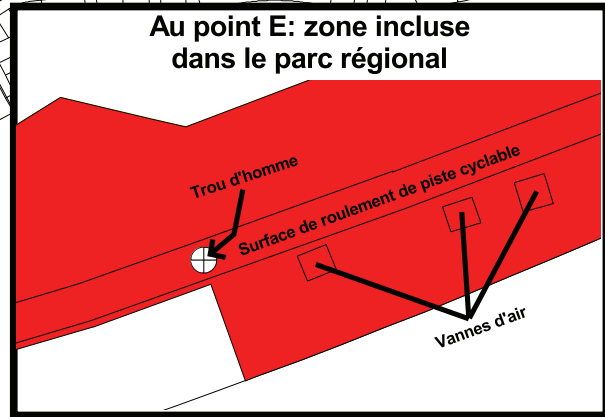 Au point E: zone incluse
dans le parc régional
Trou d'homme
Surface de roulement de piste cyclable
Vannes d'air